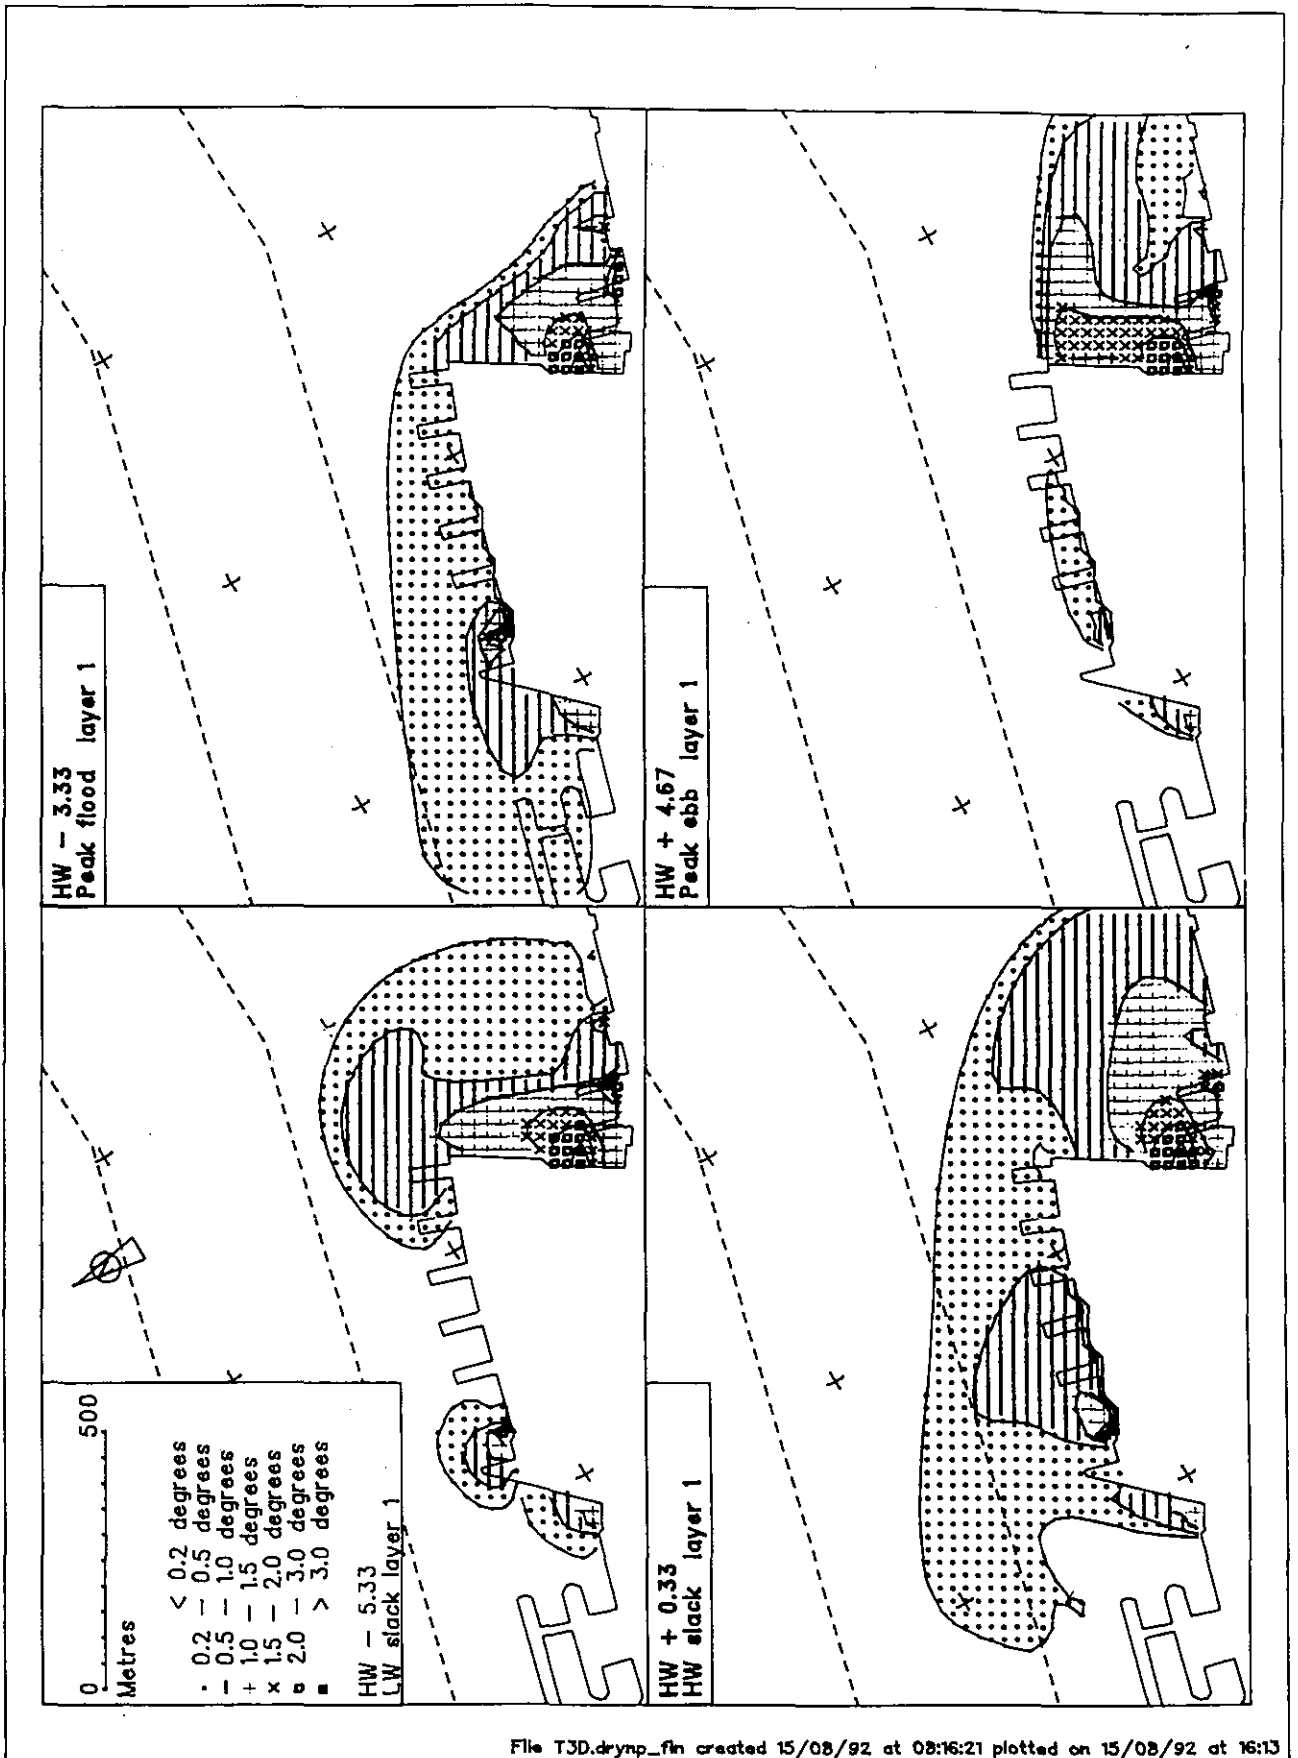 HW - 3.33
Peak flood layer 1
HW + 4.67
Peak ebb layer 1
0 500
Metres
< 0.2 degrees
· 0.2 - 0.5 degrees
- 0.5 - 1.0 degrees
+ 1.0 - 1.5 degrees
x 1.5 - 2.0 degrees
□ 2.0 - 3.0 degrees
■ > 3.0 degrees
HW - 5.33
LW slack layer 1
HW + 0.33
HW slack layer 1
File T3D.drynp_fin created 15/08/92 at 08:16:21 plotted on 15/08/92 at 16:13